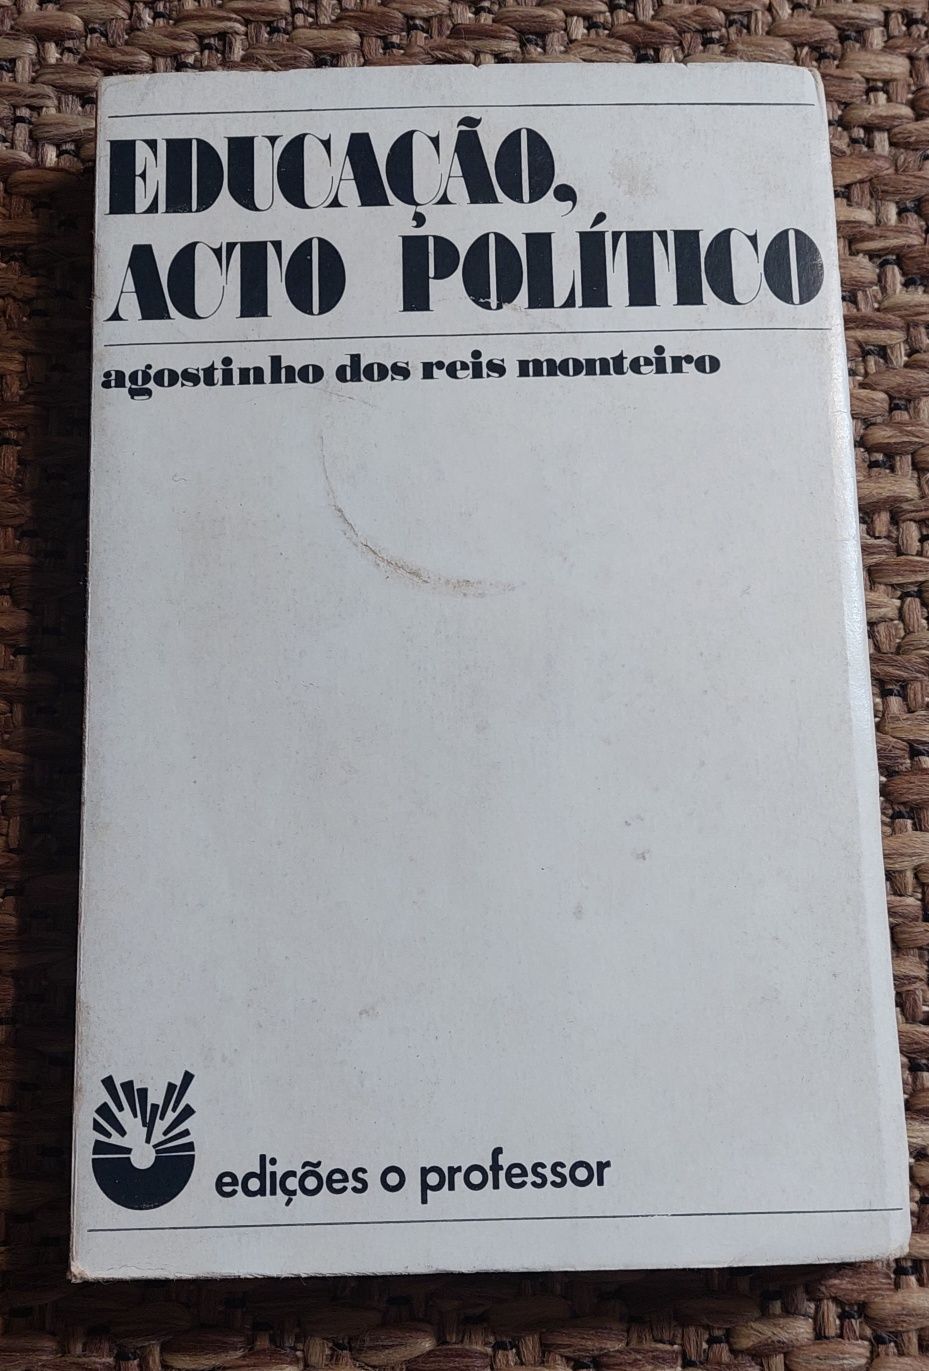 EDUCAÇÃO,
ACTO POLÍTICO
agostinho dos reis monteiro
edições o professor